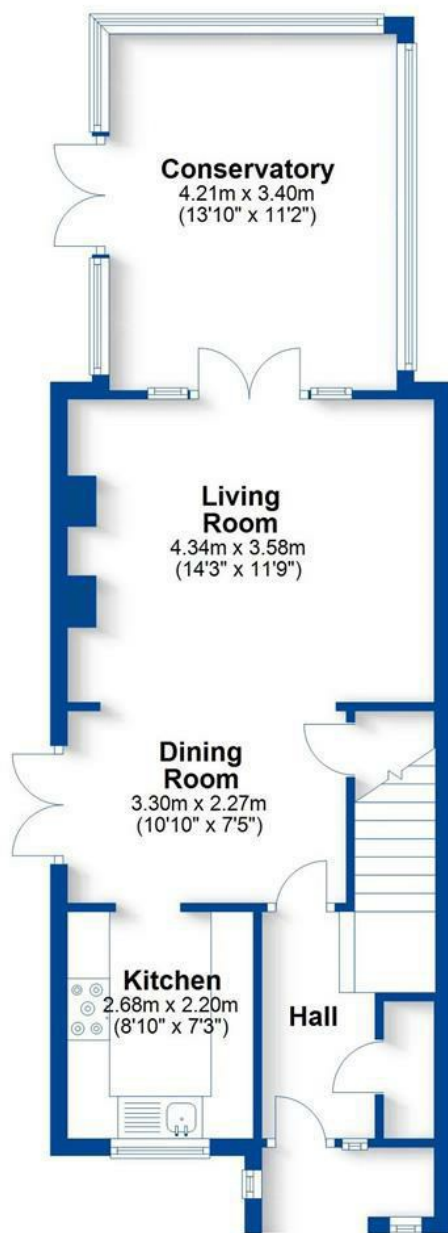 Conservatory
4.21m x 3.40m
(13'10" x 11'2")
Living
Room
4.34m x 3.58m
(14'3" x 11'9")
Dining
Room
3.30m x 2.27m
(10'10" x 7'5")
Kitchen
2.68m x 2.20m
(8'10" x 7'3")
Hall